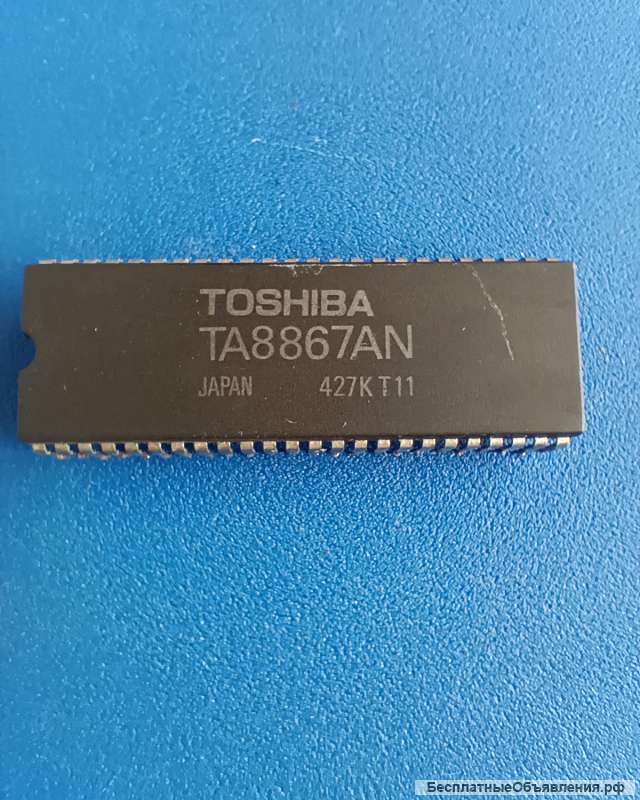 TOSHIBA
TA8867AN
JAPAN 427K T11
БесплатныеОбъявления.рф